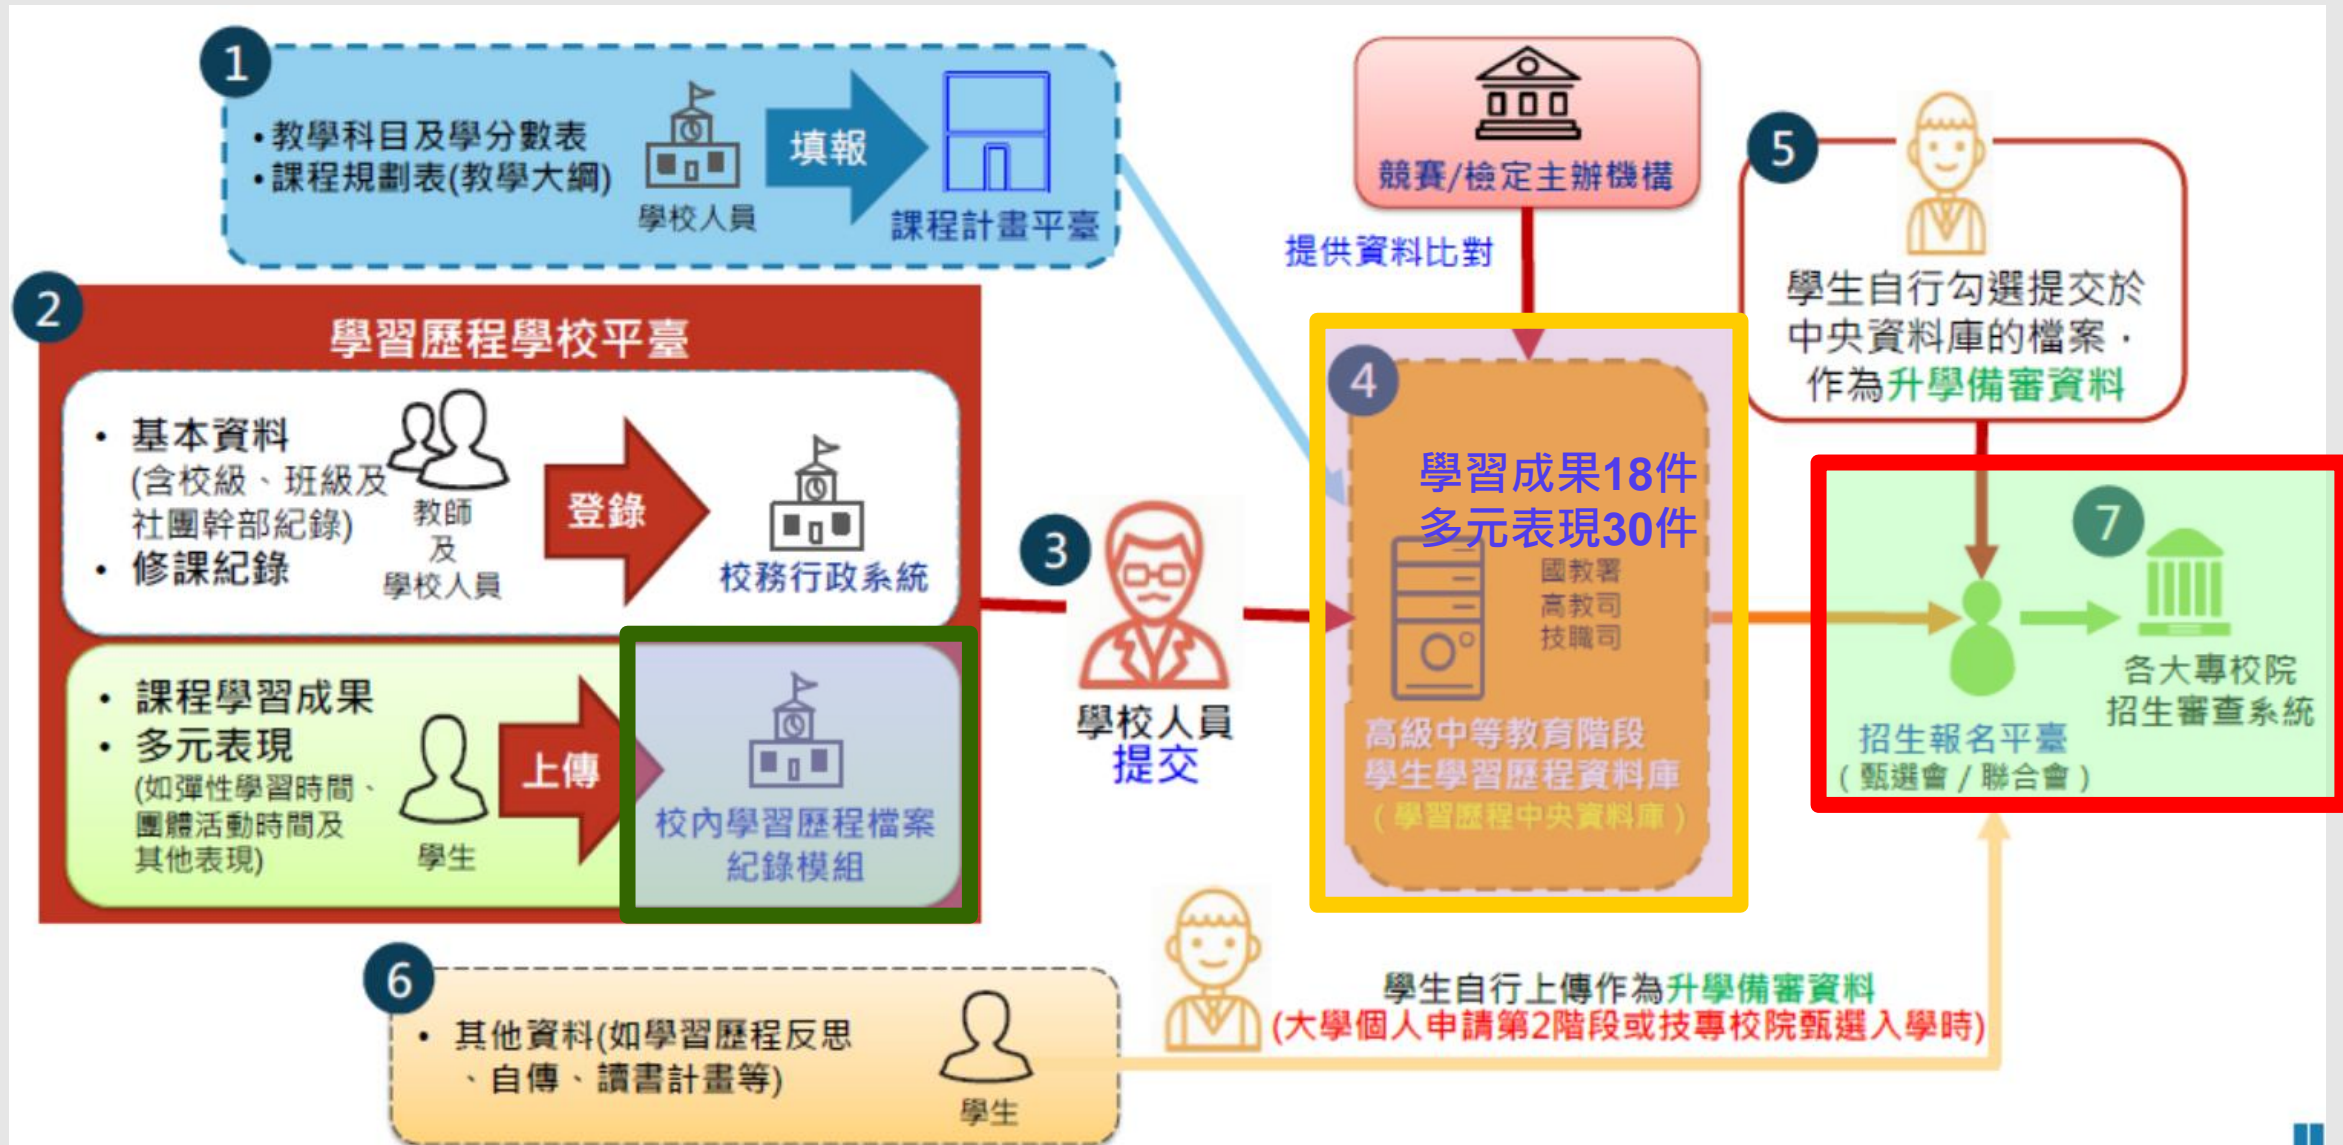 1
• 教學科目及學分數表
• 課程規劃表(教學大綱)
學校人員
填報
課程計畫平臺
競賽/檢定主辦機構
提供資料比對
5
學生自行勾選提交於
中央資料庫的檔案，
作為升學備審資料
2
學習歷程學校平臺
• 基本資料
(含校級、班級及
社團幹部紀錄)
• 修課紀錄
教師
及
學校人員
登錄
校務行政系統
• 課程學習成果
• 多元表現
(如彈性學習時間、
團體活動時間及
其他表現)
學生
上傳
校內學習歷程檔案
紀錄模組
3
學校人員
提交
4
學習成果18件
多元表現30件
國教署
高教司
技職司
高級中等教育階段
學生學習歷程資料庫
(學習歷程中央資料庫)
7
各大專校院
招生審查系統
招生報名平臺
(甄選會/聯合會)
6
• 其他資料(如學習歷程反思
、自傳、讀書計畫等)
學生
學生自行上傳作為升學備審資料
(大學個人申請第2階段或技專校院甄選入學時)